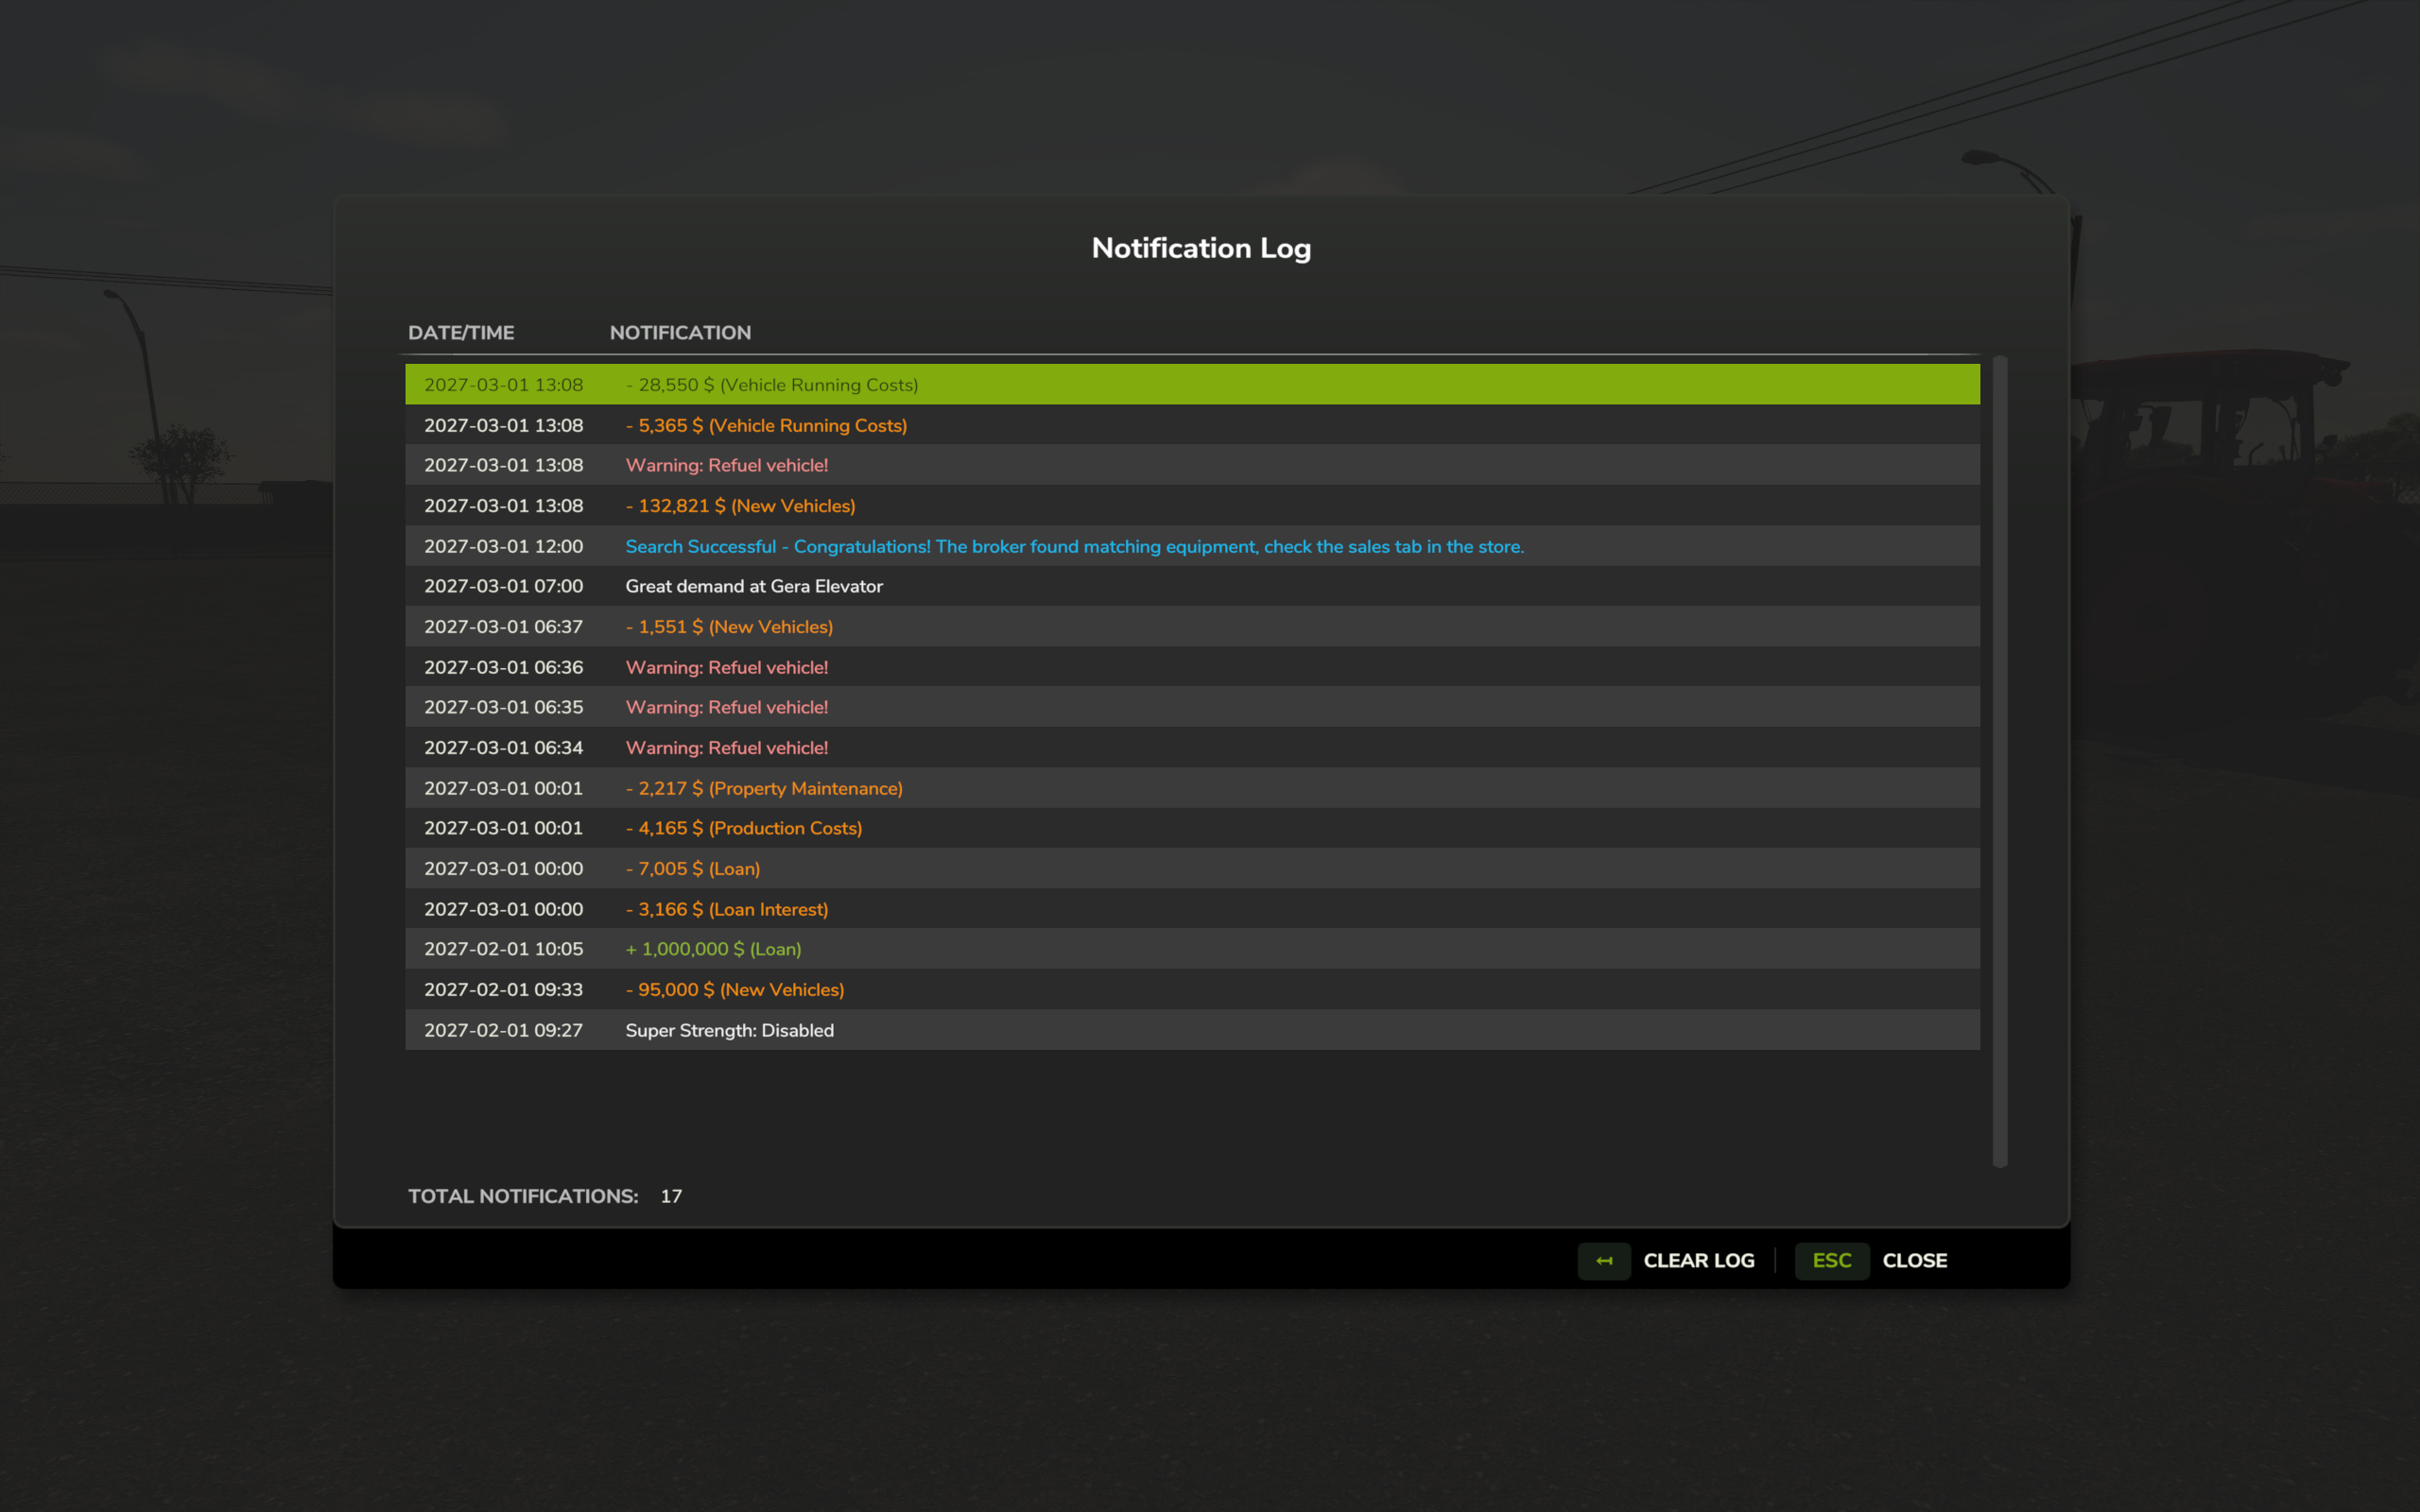 Notification Log
DATE/TIME NOTIFICATION
2027-03-01 13:08 - 28,550 $ (Vehicle Running Costs)
2027-03-01 13:08 - 5,365 $ (Vehicle Running Costs)
2027-03-01 13:08 Warning: Refuel vehicle!
2027-03-01 13:08 - 132,821 $ (New Vehicles)
2027-03-01 12:00 Search Successful - Congratulations! The broker found matching equipment, check the sales tab in the store.
2027-03-01 07:00 Great demand at Gera Elevator
2027-03-01 06:37 - 1,551 $ (New Vehicles)
2027-03-01 06:36 Warning: Refuel vehicle!
2027-03-01 06:35 Warning: Refuel vehicle!
2027-03-01 06:34 Warning: Refuel vehicle!
2027-03-01 00:01 - 2,217 $ (Property Maintenance)
2027-03-01 00:01 - 4,165 $ (Production Costs)
2027-03-01 00:00 - 7,005 $ (Loan)
2027-03-01 00:00 - 3,166 $ (Loan Interest)
2027-02-01 10:05 + 1,000,000 $ (Loan)
2027-02-01 09:33 - 95,000 $ (New Vehicles)
2027-02-01 09:27 Super Strength: Disabled
TOTAL NOTIFICATIONS: 17
CLEAR LOG ESC CLOSE